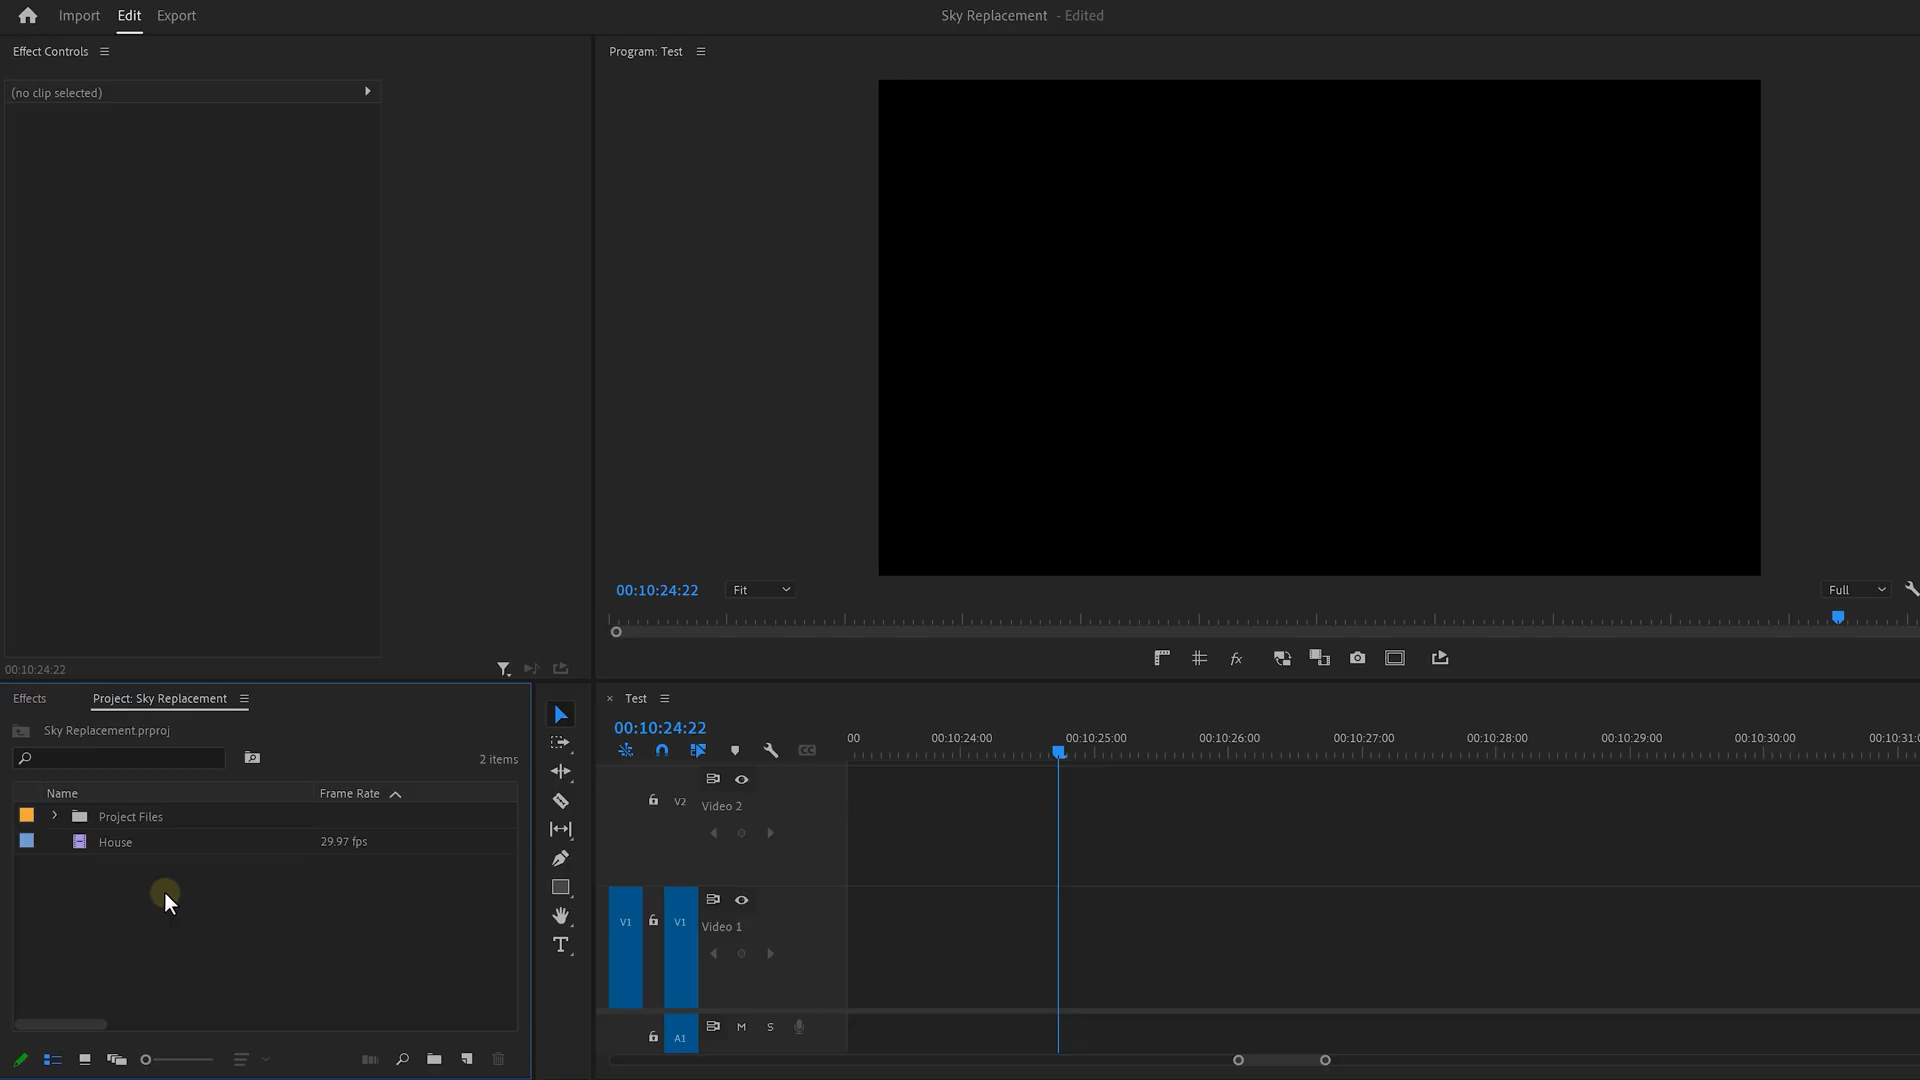 Import Edit Export
Sky Replacement - Edited
Effect Controls
(no clip selected)
00:10:24:22
Program: Test
00:10:24:22 Fit Full
Effects Project: Sky Replacement
Sky Replacement.prproj
2 items
Name Frame Rate
Project Files
House 29.97 fps
Test
00:10:24:22
CC
00 00:10:24:00 00:10:25:00 00:10:26:00 00:10:27:00 00:10:28:00 00:10:29:00 00:10:30:00 00:10:31:0
V2 Video 2
V1 V1 Video 1
A1 M S
fx
T